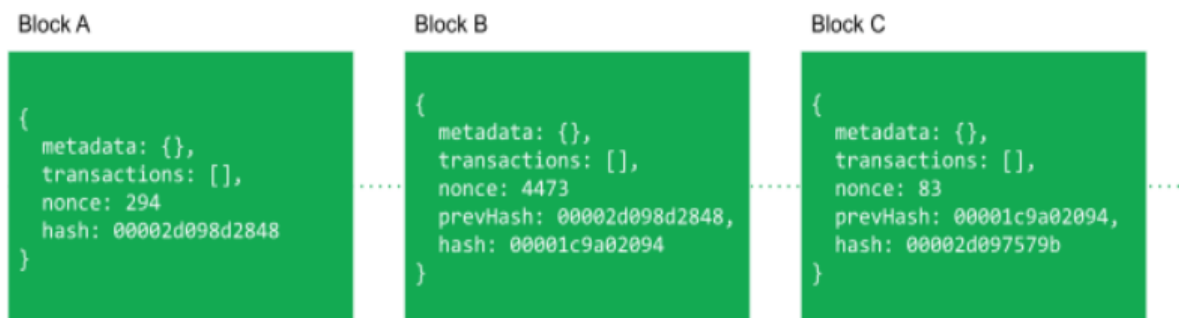 Block A
{
metadata: {},
transactions: [],
nonce: 294
hash: 00002d098d2848
}
Block B
{
metadata: {},
transactions: [],
nonce: 4473
prevHash: 00002d098d2848,
hash: 00001c9a02094
}
Block C
{
metadata: {},
transactions: [],
nonce: 83
prevHash: 00001c9a02094,
hash: 00002d097579b
}